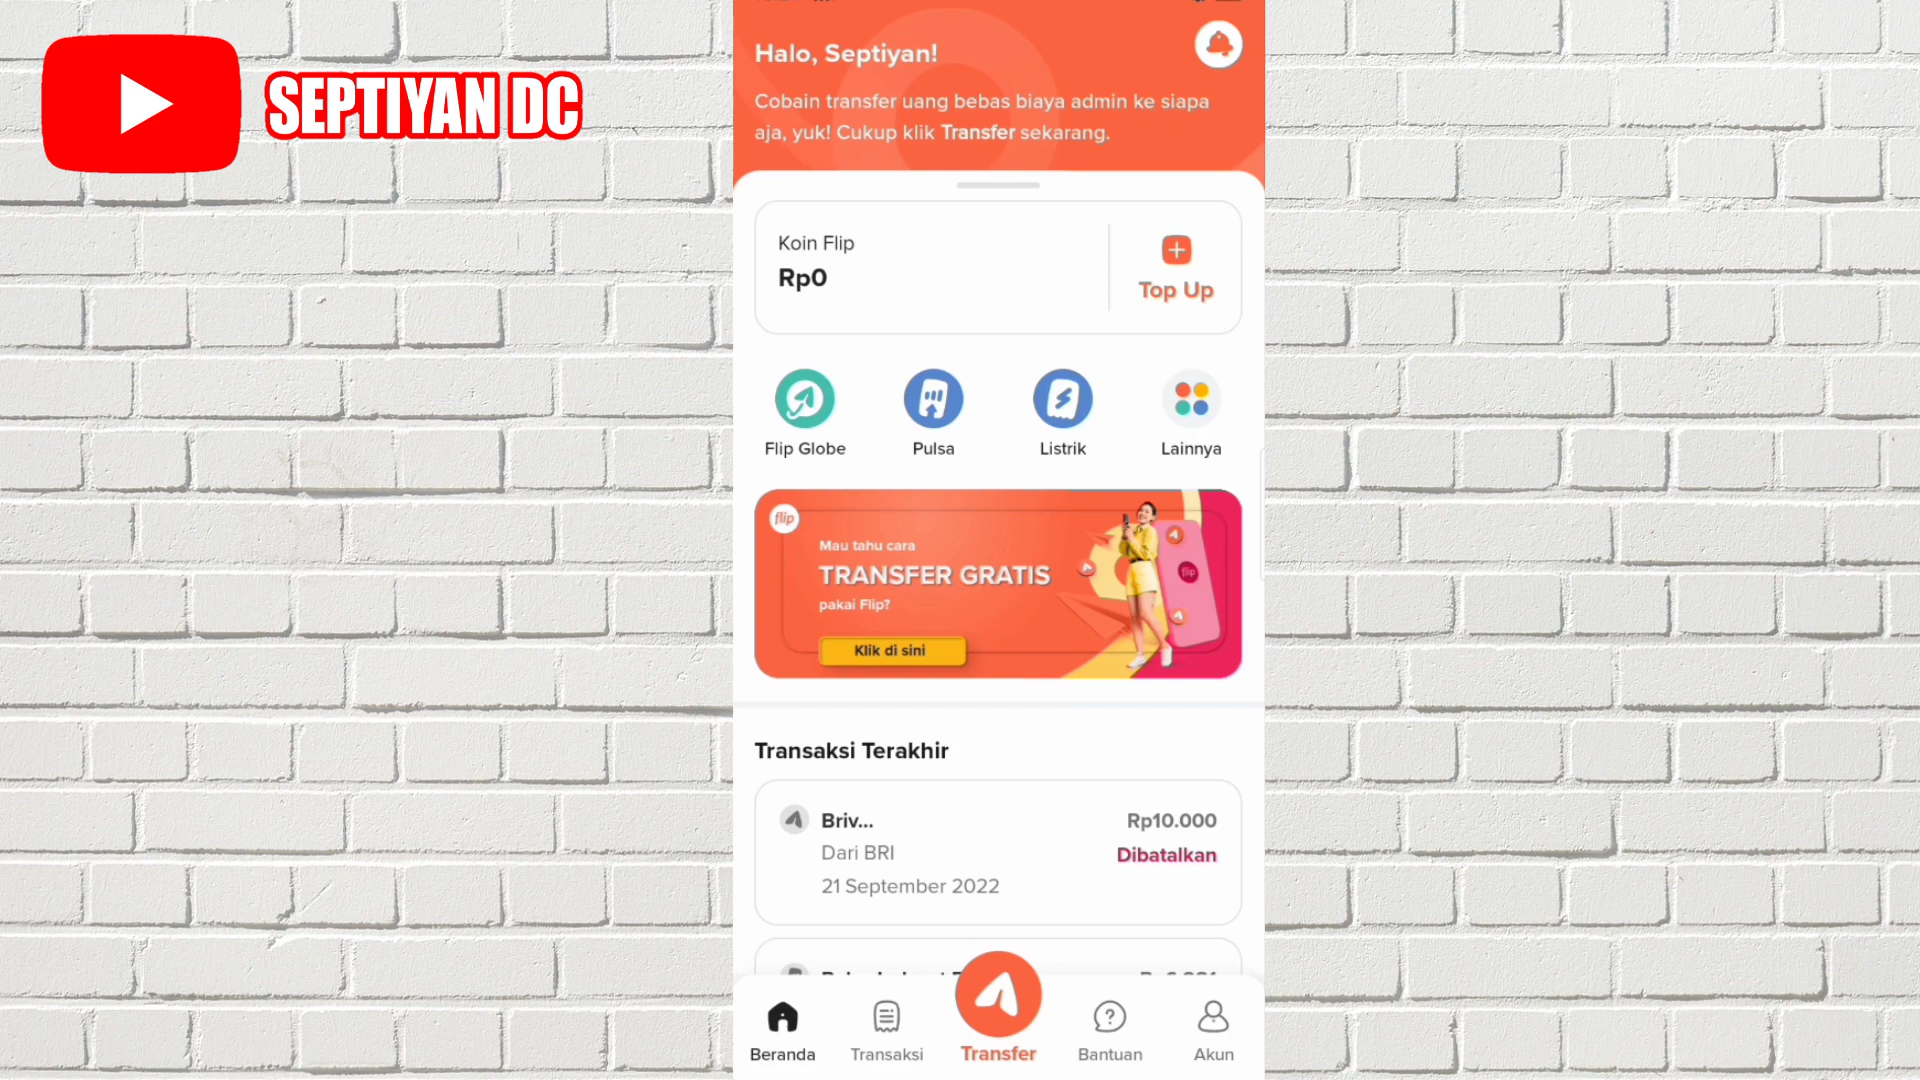 SEPTIYAN DC
Halo, Septiyan!
Cobain transfer uang bebas biaya admin ke siapa
aja, yuk! Cukup klik Transfer sekarang.
Koin Flip
Rp0
Top Up
Flip Globe
Pulsa
Listrik
Lainnya
flip
Mau tahu cara
TRANSFER GRATIS
pakai Flip?
Klik di sini
flip
Transaksi Terakhir
Briv...
Rp10.000
Dari BRI
Dibatalkan
21 September 2022
Beranda
Transaksi
Transfer
Bantuan
Akun